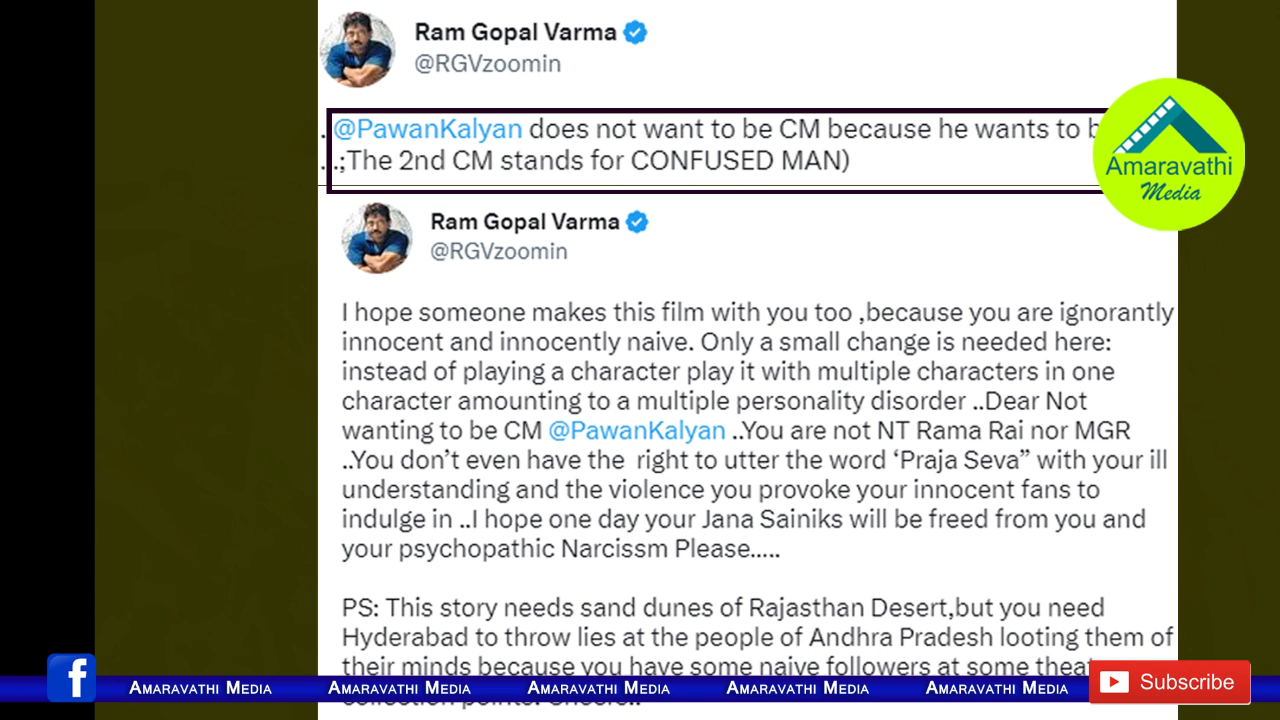 Ram Gopal Varma
@RGVzoomin
. @PawanKalyan does not want to be CM because he wants to
..;The 2nd CM stands for CONFUSED MAN)
Amaravathi
Media
Ram Gopal Varma
@RGVzoomin
I hope someone makes this film with you too ,because you are ignorantly
innocent and innocently naive. Only a small change is needed here:
instead of playing a character play it with multiple characters in one
character amounting to a multiple personality disorder ..Dear Not
wanting to be CM @PawanKalyan ..You are not NT Rama Rai nor MGR
..You don’t even have the right to utter the word ‘Praja Seva” with your ill
understanding and the violence you provoke your innocent fans to
indulge in ..I hope one day your Jana Sainiks will be freed from you and
your psychopathic Narcissm Please.....
PS: This story needs sand dunes of Rajasthan Desert,but you need
Hyderabad to throw lies at the people of Andhra Pradesh looting them of
their minds because you have some naive followers at some
f AMARAVATHI MEDIA AMARAVATHI MEDIA AMARAVATHI MEDIA AMARAVATHI MEDIA AMARAVATHI MEDIA Subscribe